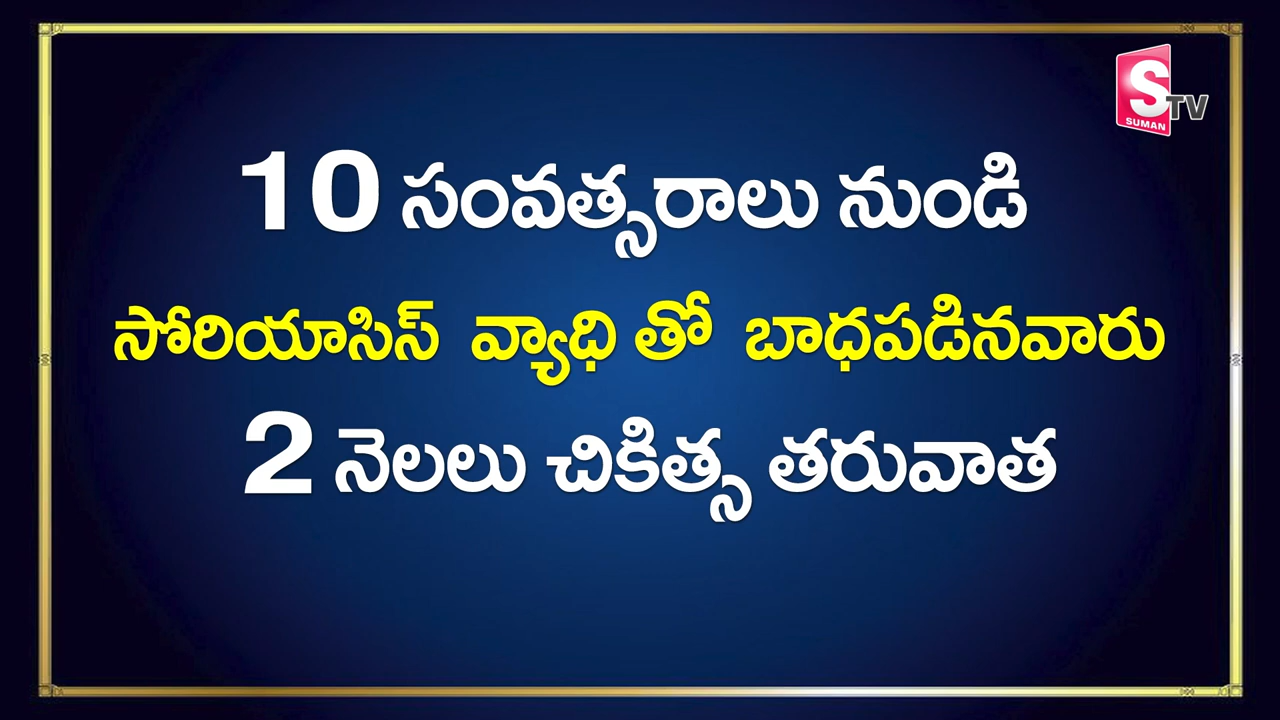 S TV
SUMAN
10 సంవత్సరాలు నుండి
సోరియాసిస్ వ్యాధి తో బాధపడినవారు
2 నెలలు చికిత్స తరువాత